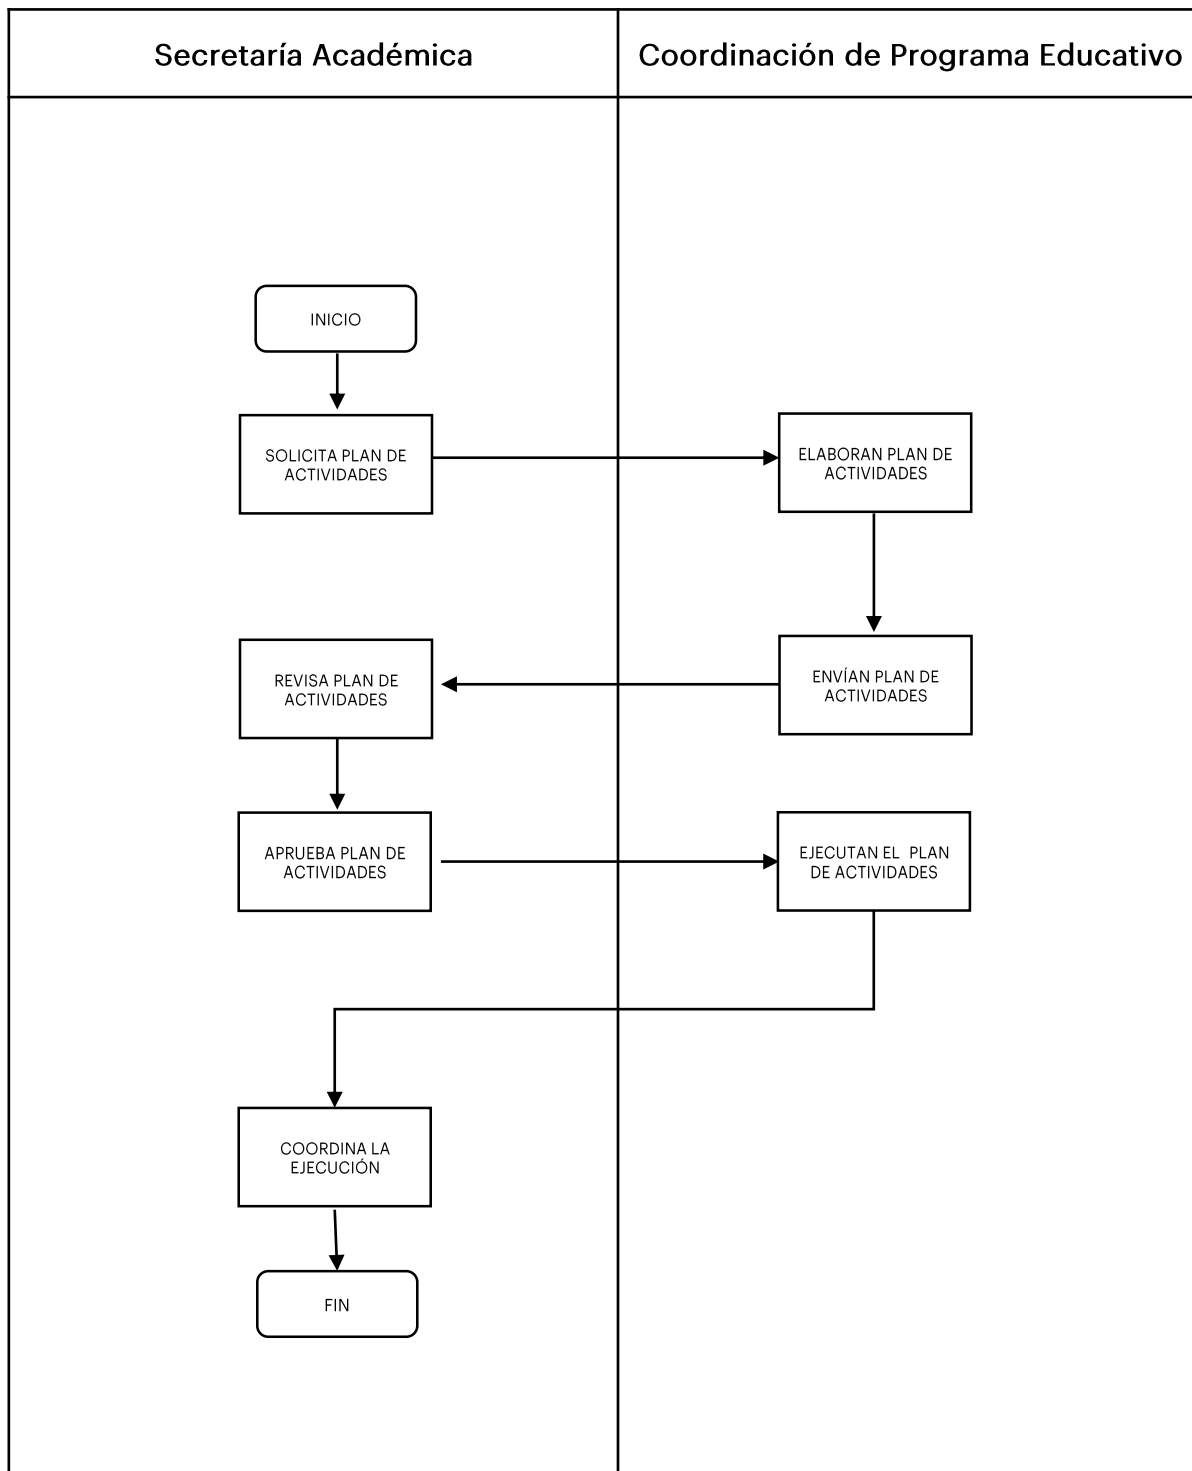 Secretaría Académica
Coordinación de Programa Educativo
INICIO
SOLICITA PLAN DE
ACTIVIDADES
ELABORAN PLAN DE
ACTIVIDADES
REVISA PLAN DE
ACTIVIDADES
ENVÍAN PLAN DE
ACTIVIDADES
APRUEBA PLAN DE
ACTIVIDADES
EJECUTAN EL PLAN
DE ACTIVIDADES
COORDINA LA
EJECUCIÓN
FIN